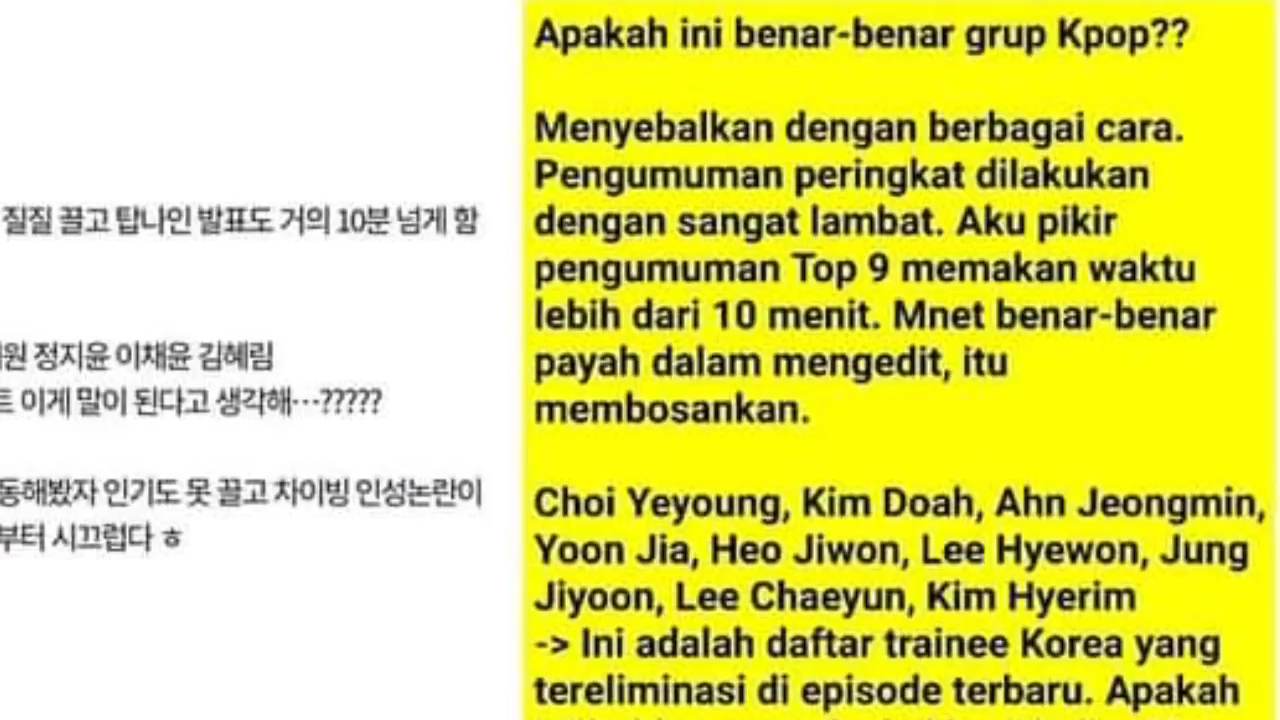 질질 끌고 탑나인 발표도 거의 10분 넘게 함
원 정지윤 이채윤 김혜림
트 이게 말이 된다고 생각해…?????
동해봤자 인기도 못 끌고 차이빙 인성논란이
부터 시끄럽다 ㅎ
Apakah ini benar-benar grup Kpop??
Menyebalkan dengan berbagai cara.
Pengumuman peringkat dilakukan
dengan sangat lambat. Aku pikir
pengumuman Top 9 memakan waktu
lebih dari 10 menit. Mnet benar-benar
payah dalam mengedit, itu
membosankan.
Choi Yeyoung, Kim Doah, Ahn Jeongmin,
Yoon Jia, Heo Jiwon, Lee Hyewon, Jung
Jiyoon, Lee Chaeyun, Kim Hyerim
-> Ini adalah daftar trainee Korea yang
tereliminasi di episode terbaru. Apakah